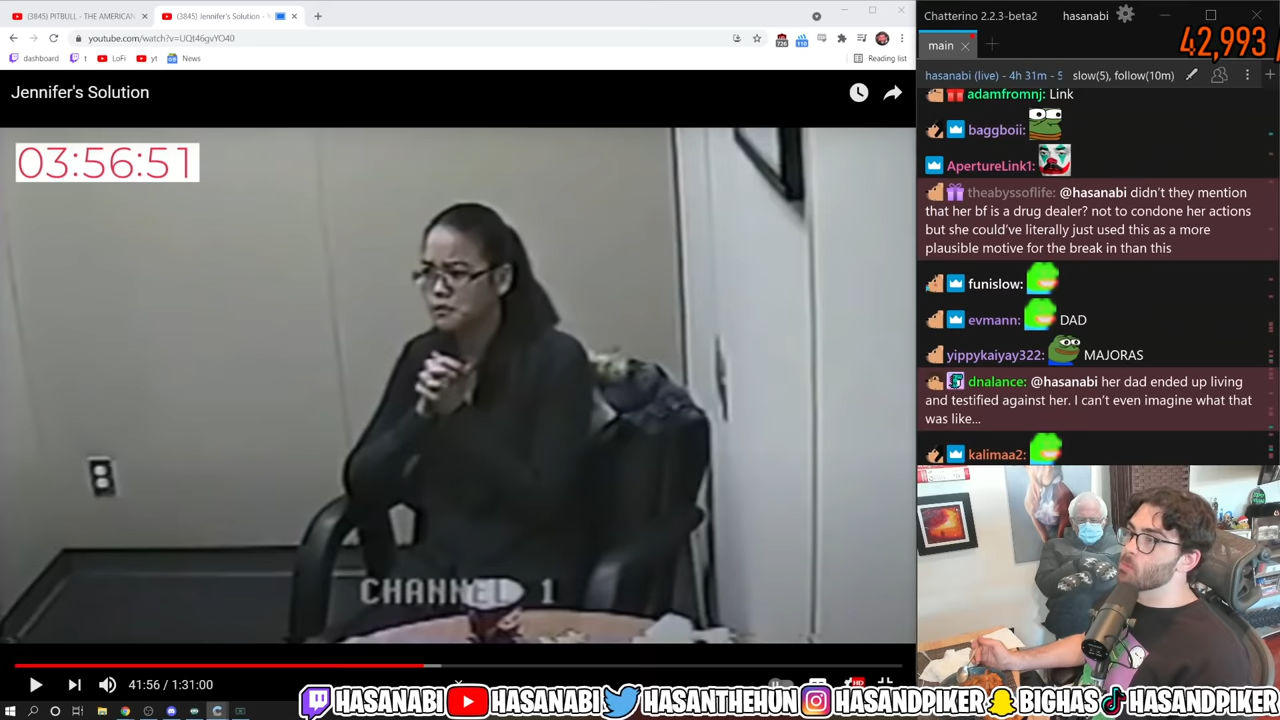 (3845) PITBULL - THE AMERICAN
(3845) Jennifer's Solution -
youtube.com/watch?v=UQt46gvYO40
dashboard
t
LoFi
yt
News
Reading list
Jennifer's Solution
03:56:51
CHANNEL 1
41:56 / 1:31:00
Chatterino 2.2.3-beta2
hasanabi
42,993
main
hasanabi (live) - 4h 31m - 5
slow(5), follow(10m)
adamfromnj: Link
baggboii:
ApertureLink1:
theabyssoflife: @hasanabi didn't they mention
that her bf is a drug dealer? not to condone her actions
but she could've literally just used this as a more
plausible motive for the break in than this
funislow:
evmann: DAD
yippykaiyay322: MAJORAS
dnalance: @hasanabi her dad ended up living
and testified against her. I can't even imagine what that
was like...
kalimaa2:
HASANABI
HASANABI
HASANTHEHUN
HASANDPIKER
BIGHAS
HASANDPIKER